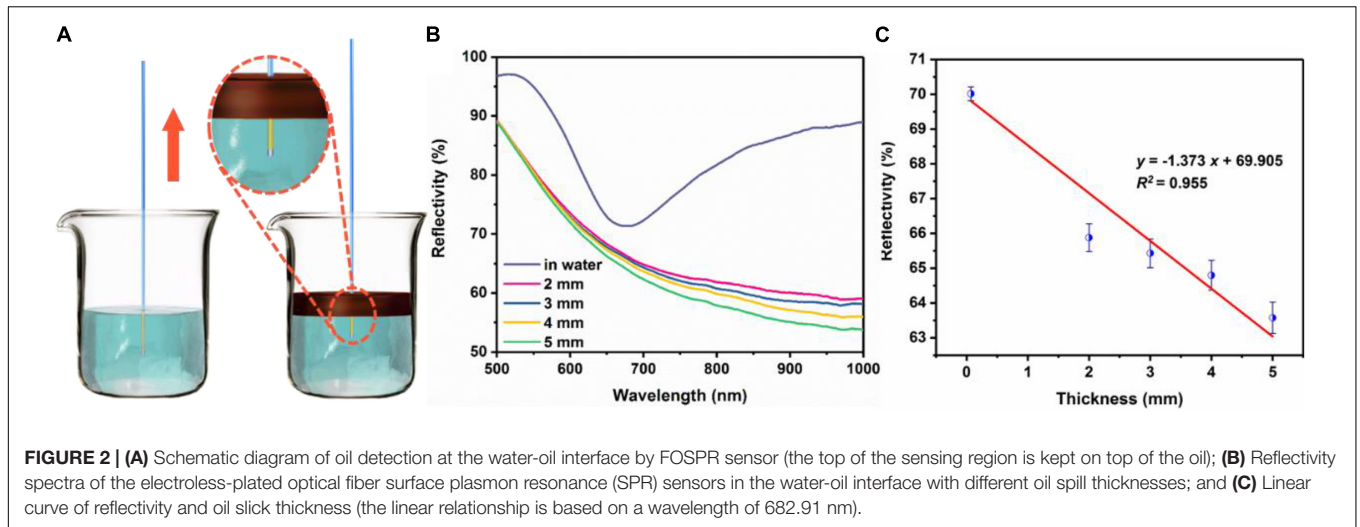 A
B
C
100
90
80
70
60
50
Reflectivity (%)
in water
2 mm
3 mm
4 mm
5 mm
500 600 700 800 900 1000
Wavelength (nm)
71
70
69
68
67
66
65
64
63
Reflectivity (%)
y = -1.373 x + 69.905
R² = 0.955
0 1 2 3 4 5
Thickness (mm)
FIGURE 2 | (A) Schematic diagram of oil detection at the water-oil interface by FOSPR sensor (the top of the sensing region is kept on top of the oil); (B) Reflectivity
spectra of the electroless-plated optical fiber surface plasmon resonance (SPR) sensors in the water-oil interface with different oil spill thicknesses; and (C) Linear
curve of reflectivity and oil slick thickness (the linear relationship is based on a wavelength of 682.91 nm).